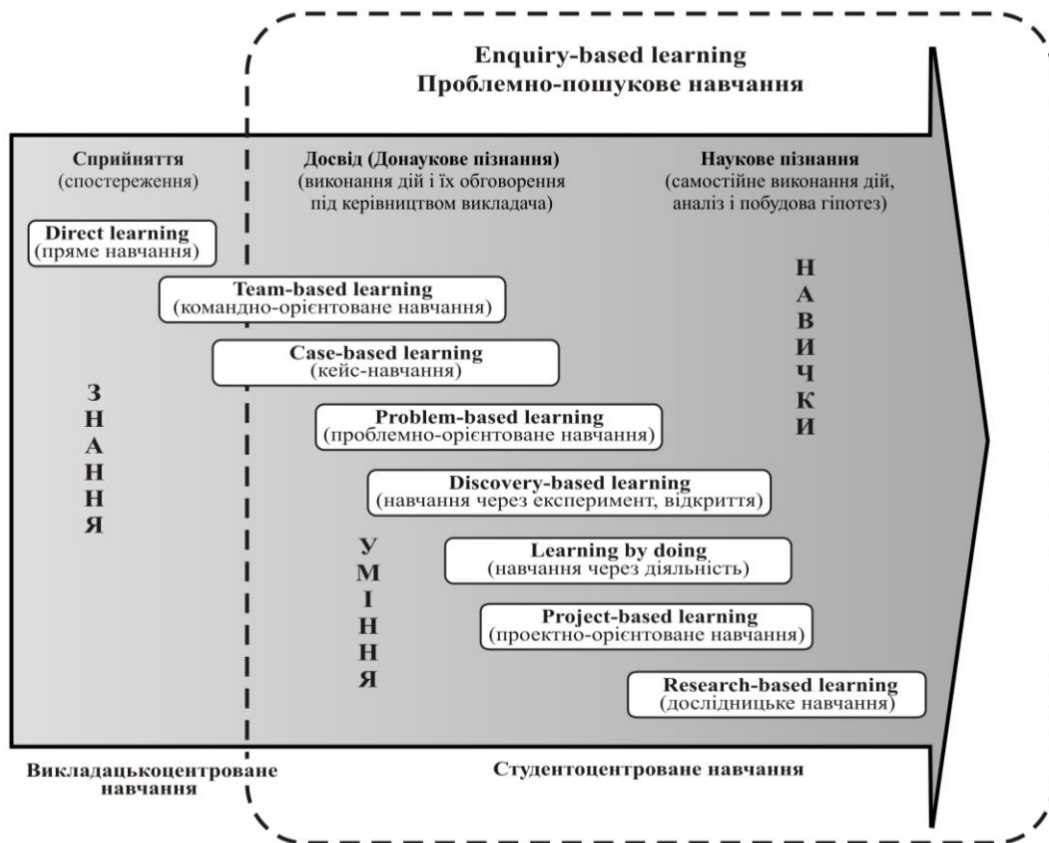 Enquiry-based learning
Проблемно-пошукове навчання
Сприйняття
(спостереження)
Досвід (Донаукове пізнання)
(виконання дій і їх обговорення
під керівництвом викладача)
Наукове пізнання
(самостійне виконання дій,
аналіз і побудова гіпотез)
Direct learning
(пряме навчання)
Team-based learning
(командно-орієнтоване навчання)
Case-based learning
(кейс-навчання)
Problem-based learning
(проблемно-орієнтоване навчання)
Discovery-based learning
(навчання через експеримент, відкриття)
Learning by doing
(навчання через діяльність)
Project-based learning
(проектно-орієнтоване навчання)
Research-based learning
(дослідницьке навчання)
ЗНАННЯ
УМІННЯ
НАВИЧКИ
Викладацькоцентроване
навчання
Студентоцентроване навчання